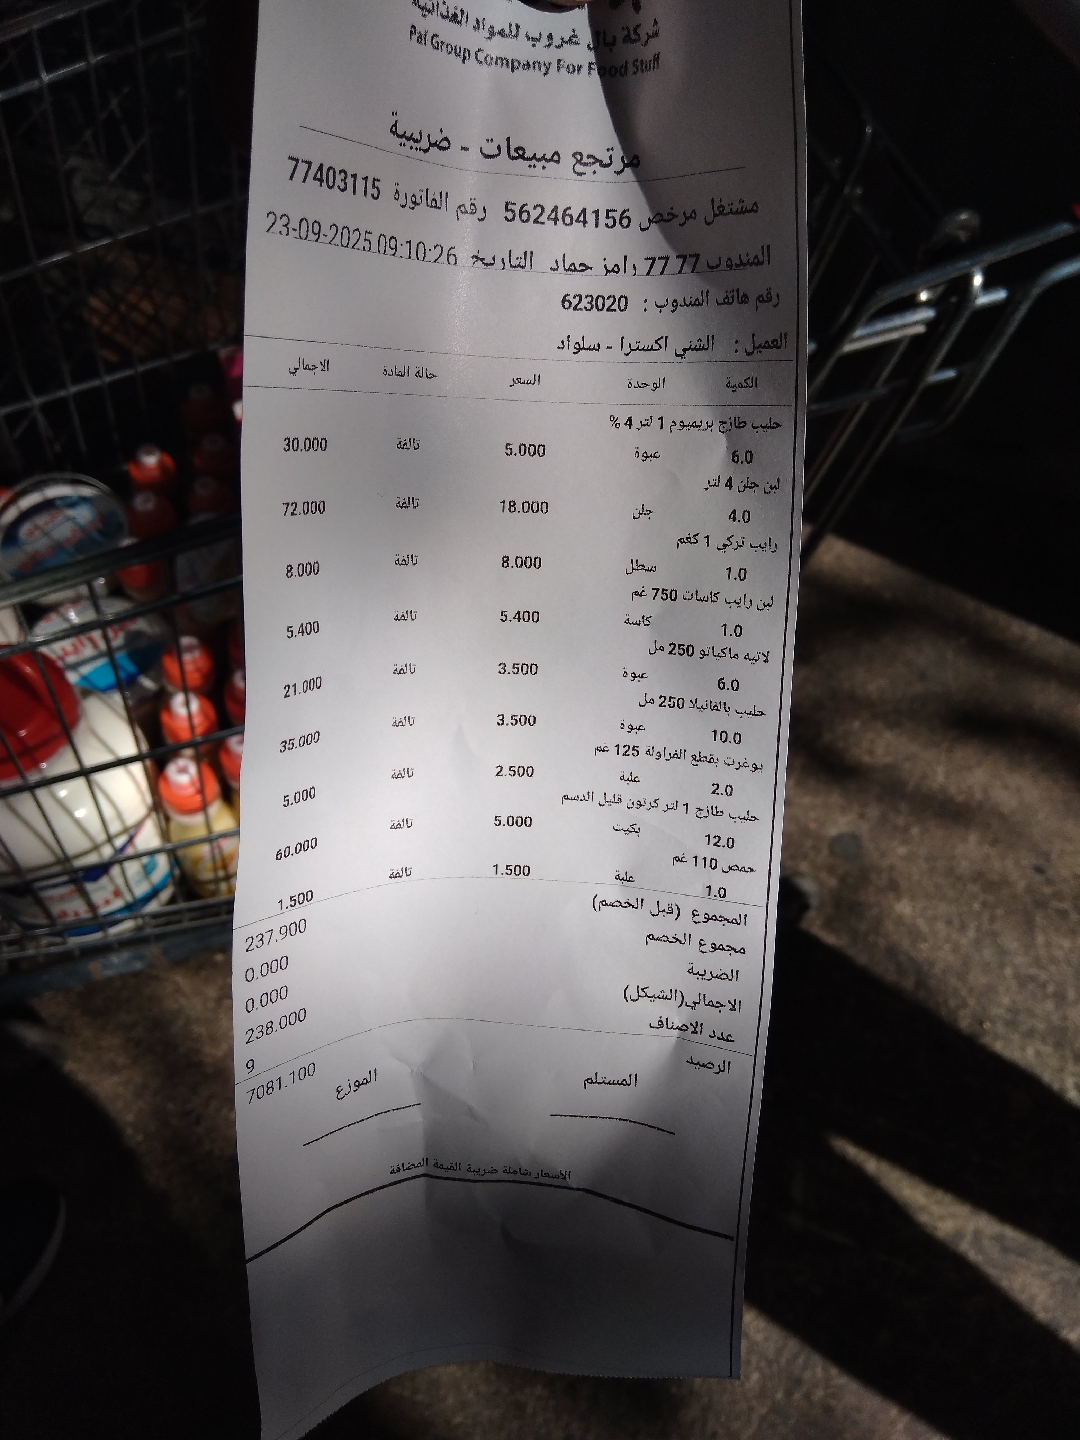 شركة بال غروب للمواد الغذائية
Pal Group Company For Food Stuff
مرتجع مبيعات - ضريبية
مشتغل مرخص 562464156 رقم الفاتورة 77403115
المندوب 77 77 رامز حماد التاريخ 23-09-2025 09:10:26
رقم هاتف المندوب : 623020
العميل : الشني اكسترا - سلواد
الكمية الوحدة السعر حالة المادة الاجمالي
حليب طازج بريميوم 1 لتر 4 %
6.0 عبوة 5.000 تالفة 30.000
لبن جلن 4 لتر
4.0 جلن 18.000 تالفة 72.000
رايب تركي 1 كغم
1.0 سطل 8.000 تالفة 8.000
لبن رايب كاسات 750 غم
1.0 كاسة 5.400 تالفة 5.400
لاتيه ماكياتو 250 مل
6.0 عبوة 3.500 تالفة 21.000
حليب بالفانيلا 250 مل
10.0 عبوة 3.500 تالفة 35.000
يوغرت بقطع الفراولة 125 غم
2.0 علبة 2.500 تالفة 5.000
حليب طازج 1 لتر كرتون قليل الدسم
12.0 بكيت 5.000 تالفة 60.000
حمص 110 غم
1.0 علبة 1.500 تالفة 1.500
المجموع (قبل الخصم) 237.900
مجموع الخصم 0.000
الضريبة 0.000
الاجمالي(الشيكل) 238.000
عدد الاصناف 9
الرصيد 7081.100
المستلم الموزع
الاسعار شاملة ضريبة القيمة المضافة